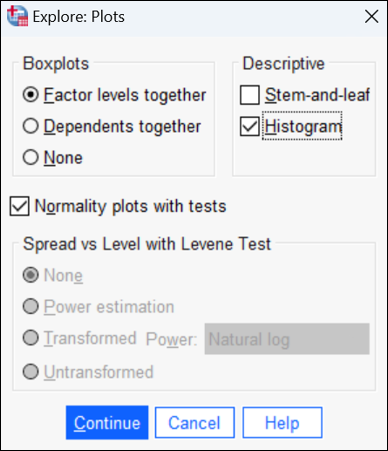 Explore: Plots
Boxplots
Factor levels together
Dependents together
None
Descriptive
Stem-and-leaf
Histogram
Normality plots with tests
Spread vs Level with Levene Test
None
Power estimation
Transformed Power: Natural log
Untransformed
Continue Cancel Help